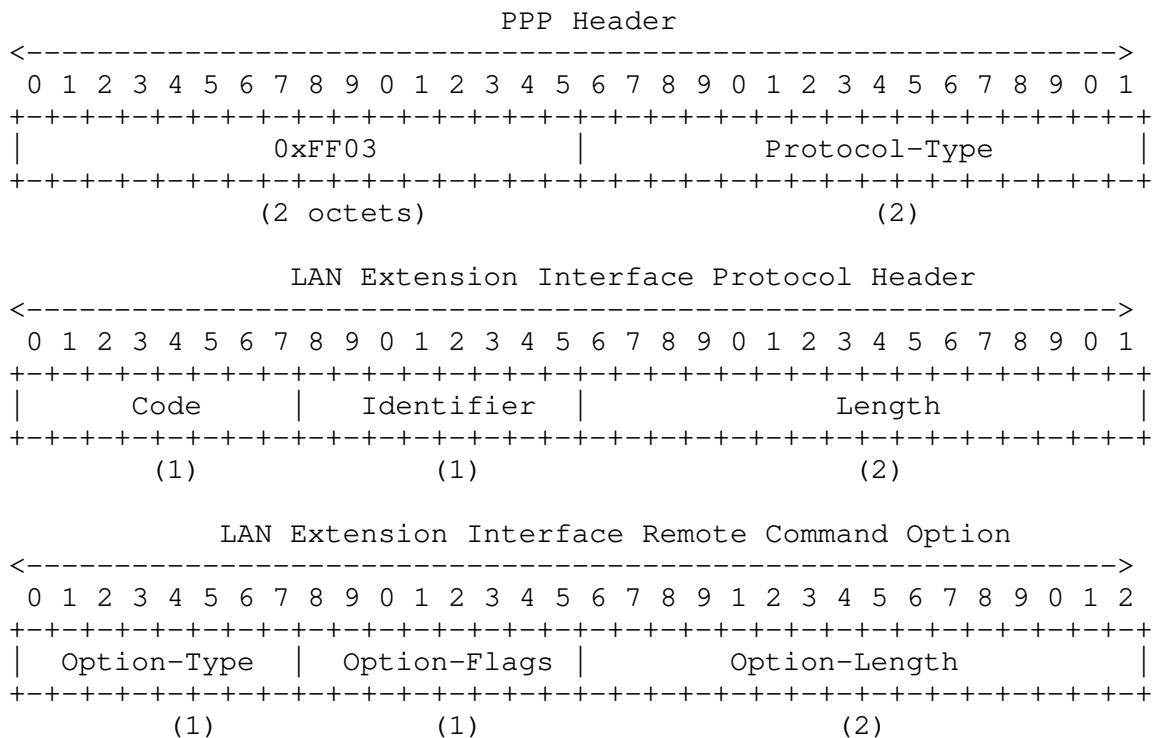 PPP Header
<-------------------------------------------------------------->
 0 1 2 3 4 5 6 7 8 9 0 1 2 3 4 5 6 7 8 9 0 1 2 3 4 5 6 7 8 9 0 1
+-+-+-+-+-+-+-+-+-+-+-+-+-+-+-+-+-+-+-+-+-+-+-+-+-+-+-+-+-+-+-+-+
|              0xFF03           |          Protocol-Type        |
+-+-+-+-+-+-+-+-+-+-+-+-+-+-+-+-+-+-+-+-+-+-+-+-+-+-+-+-+-+-+-+-+
              (2 octets)                         (2)
                LAN Extension Interface Protocol Header
<-------------------------------------------------------------->
 0 1 2 3 4 5 6 7 8 9 0 1 2 3 4 5 6 7 8 9 0 1 2 3 4 5 6 7 8 9 0 1
+-+-+-+-+-+-+-+-+-+-+-+-+-+-+-+-+-+-+-+-+-+-+-+-+-+-+-+-+-+-+-+-+
|      Code     |   Identifier  |              Length           |
+-+-+-+-+-+-+-+-+-+-+-+-+-+-+-+-+-+-+-+-+-+-+-+-+-+-+-+-+-+-+-+-+
        (1)             (1)                     (2)
            LAN Extension Interface Remote Command Option
<-------------------------------------------------------------->
 0 1 2 3 4 5 6 7 8 9 0 1 2 3 4 5 6 7 8 9 1 2 3 4 5 6 7 8 9 0 1 2
+-+-+-+-+-+-+-+-+-+-+-+-+-+-+-+-+-+-+-+-+-+-+-+-+-+-+-+-+-+-+-+-+
|  Option-Type  |  Option-Flags |        Option-Length          |
+-+-+-+-+-+-+-+-+-+-+-+-+-+-+-+-+-+-+-+-+-+-+-+-+-+-+-+-+-+-+-+-+
         (1)            (1)                    (2)